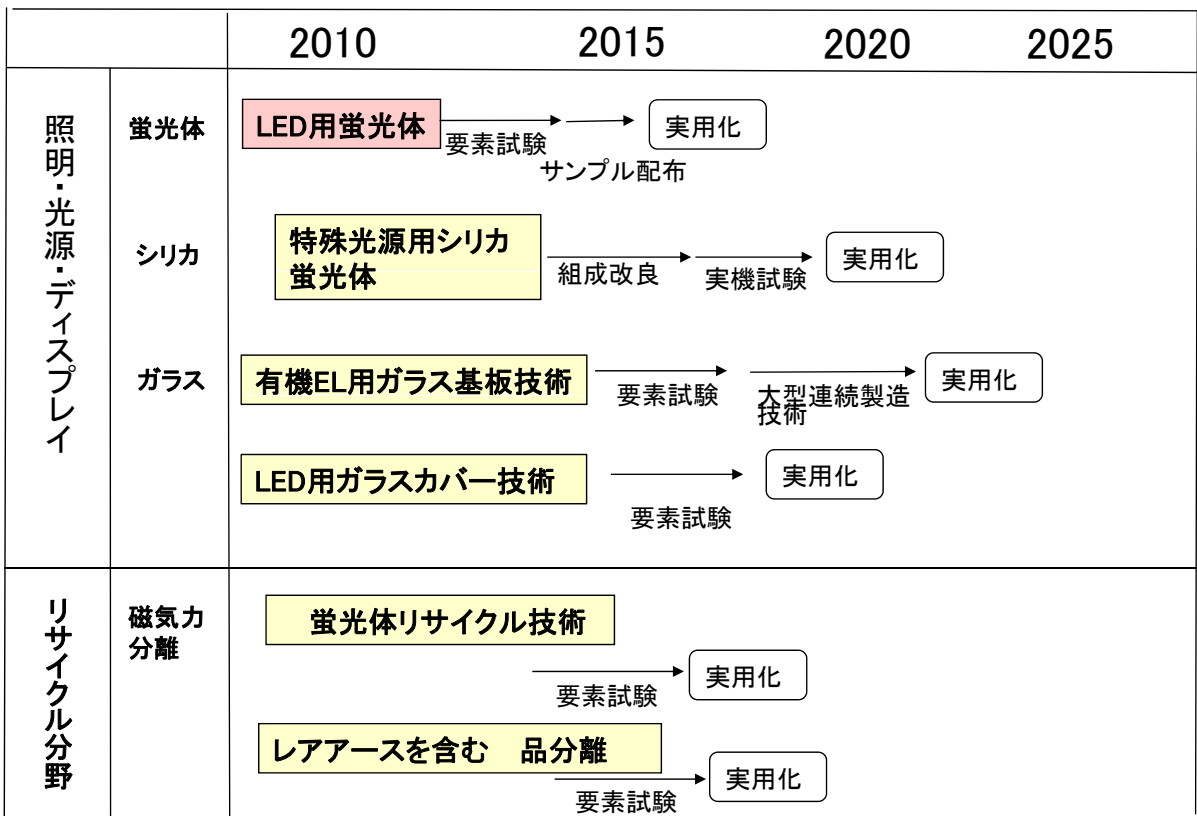 2010 2015 2020 2025
照明・光源・ディスプレイ
蛍光体
LED用蛍光体
要素試験
サンプル配布
実用化
シリカ
特殊光源用シリカ
蛍光体
組成改良
実機試験
実用化
ガラス
有機EL用ガラス基板技術
要素試験
大型連続製造
技術
実用化
LED用ガラスカバー技術
要素試験
実用化
リサイクル分野
磁気力
分離
蛍光体リサイクル技術
要素試験
実用化
レアアースを含む 品分離
要素試験
実用化